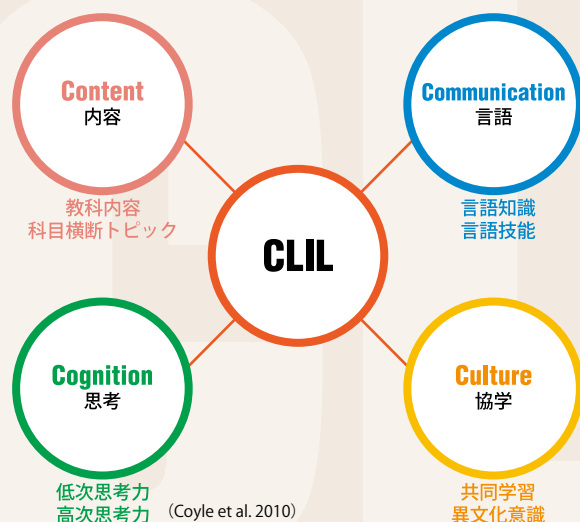 Content
内容
教科内容
科目横断トピック
Communication
言語
言語知識
言語技能
CLIL
Cognition
思考
低次思考力
高次思考力
(Coyle et al. 2010)
Culture
協学
共同学習
異文化意識